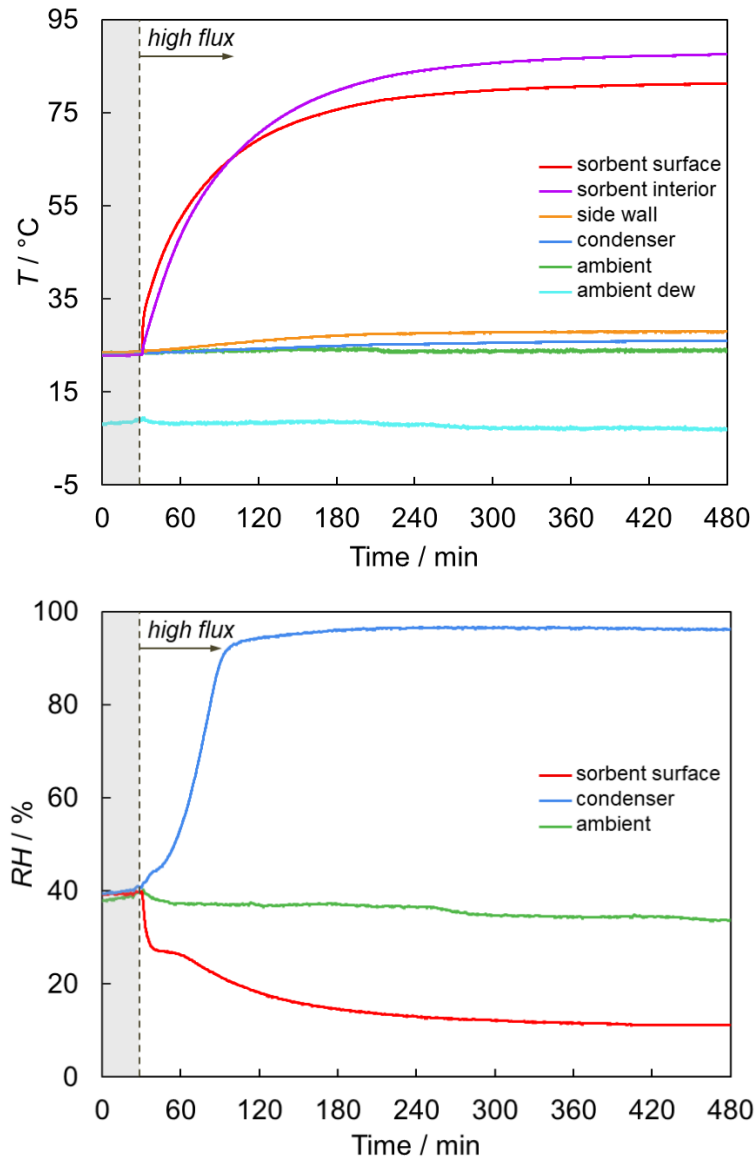 95
75
55
35
15
-5
T / °C
high flux
sorbent surface
sorbent interior
side wall
condenser
ambient
ambient dew
0 60 120 180 240 300 360 420 480
Time / min
100
80
60
40
20
0
RH / %
high flux
sorbent surface
condenser
ambient
0 60 120 180 240 300 360 420 480
Time / min